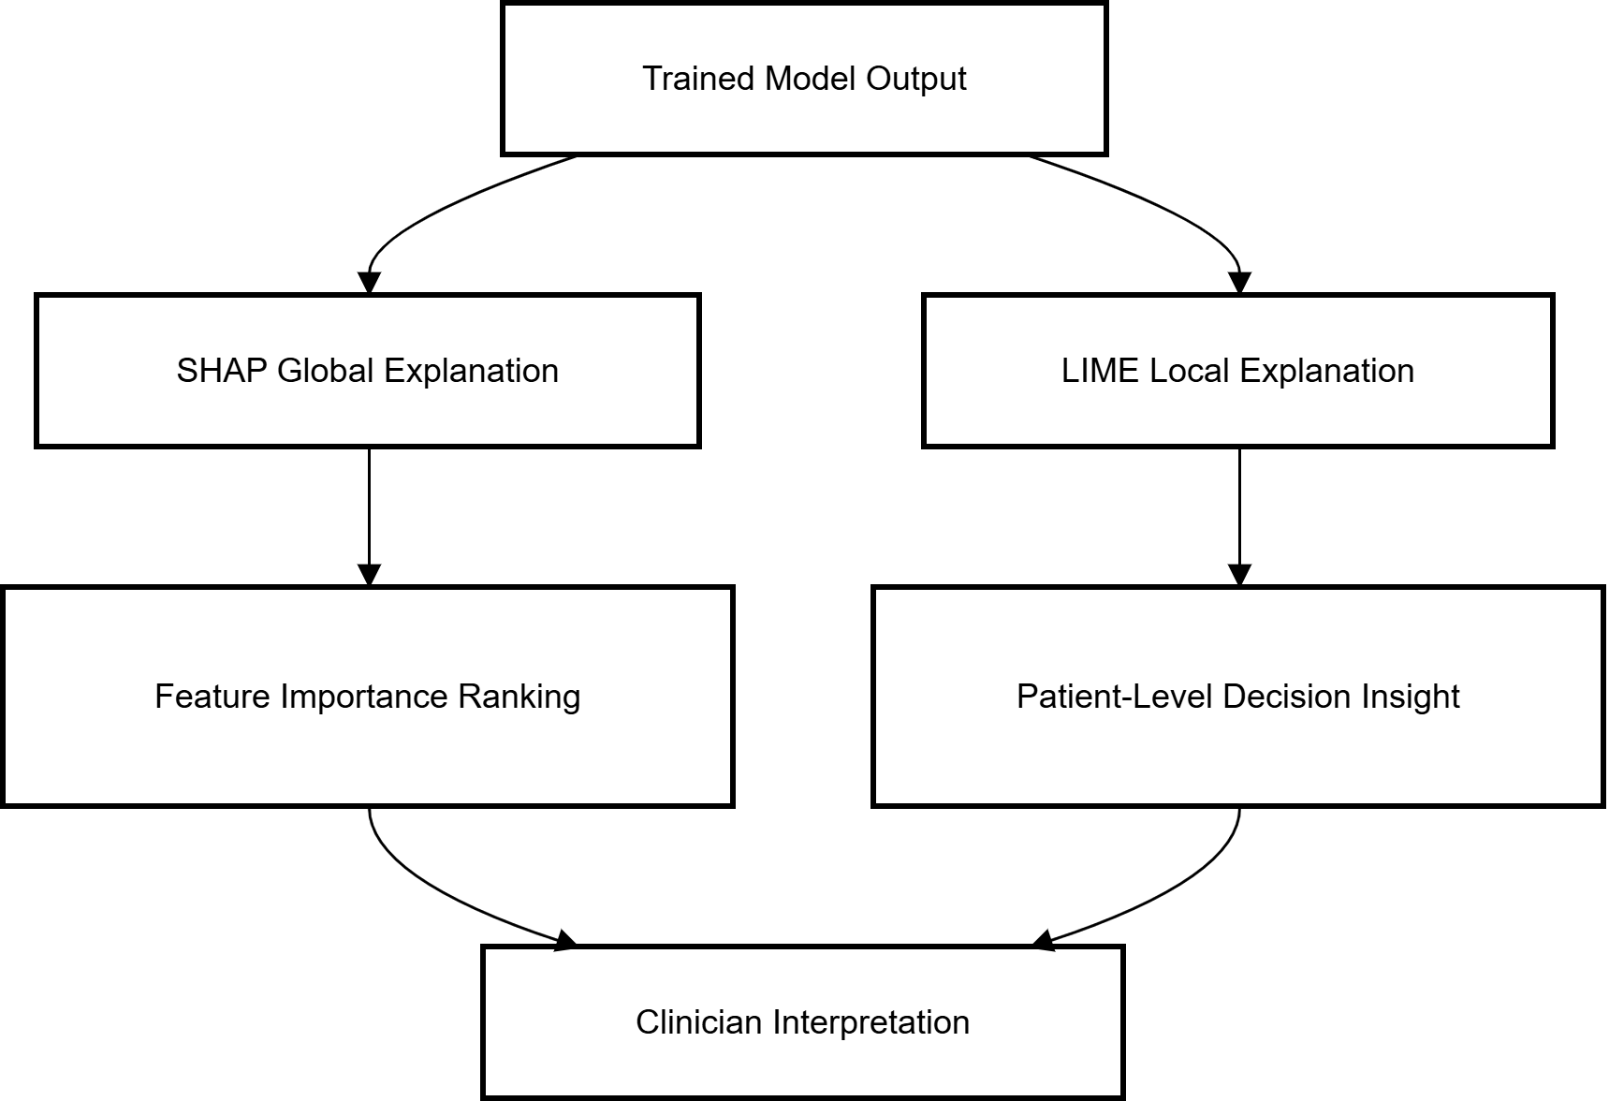 Trained Model Output
SHAP Global Explanation
LIME Local Explanation
Feature Importance Ranking
Patient-Level Decision Insight
Clinician Interpretation